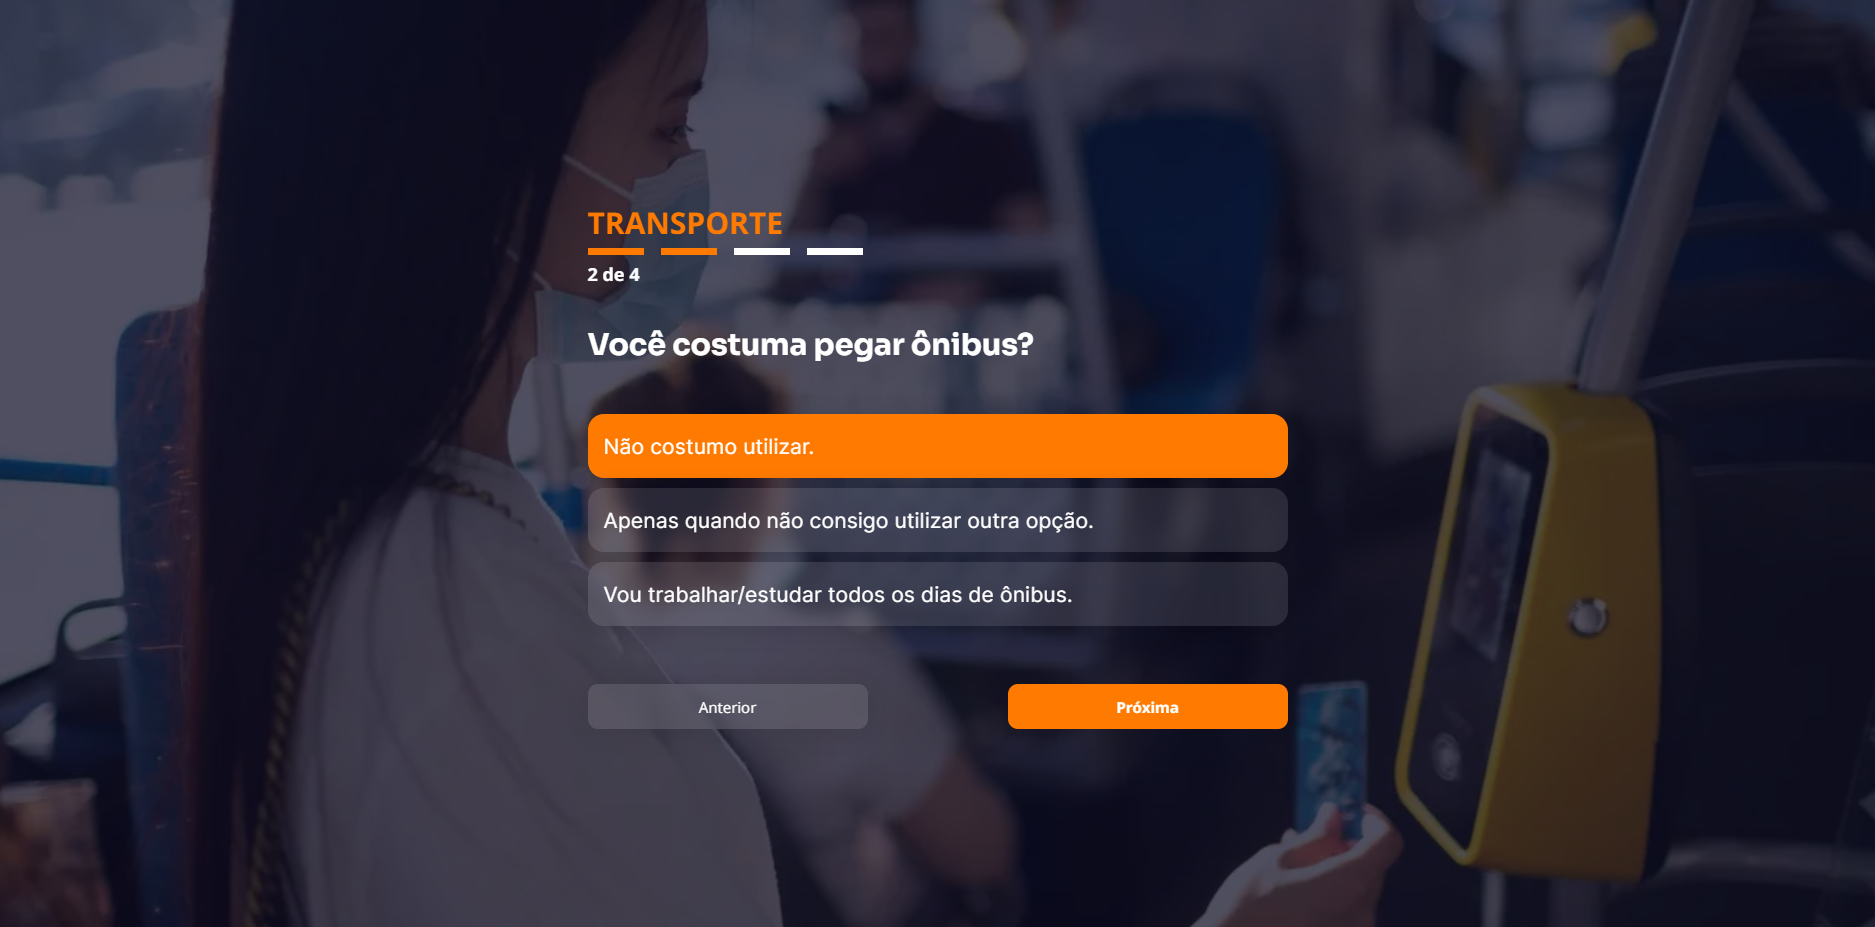 TRANSPORTE
2 de 4
Você costuma pegar ônibus?
Não costumo utilizar.
Apenas quando não consigo utilizar outra opção.
Vou trabalhar/estudar todos os dias de ônibus.
Anterior
Próxima